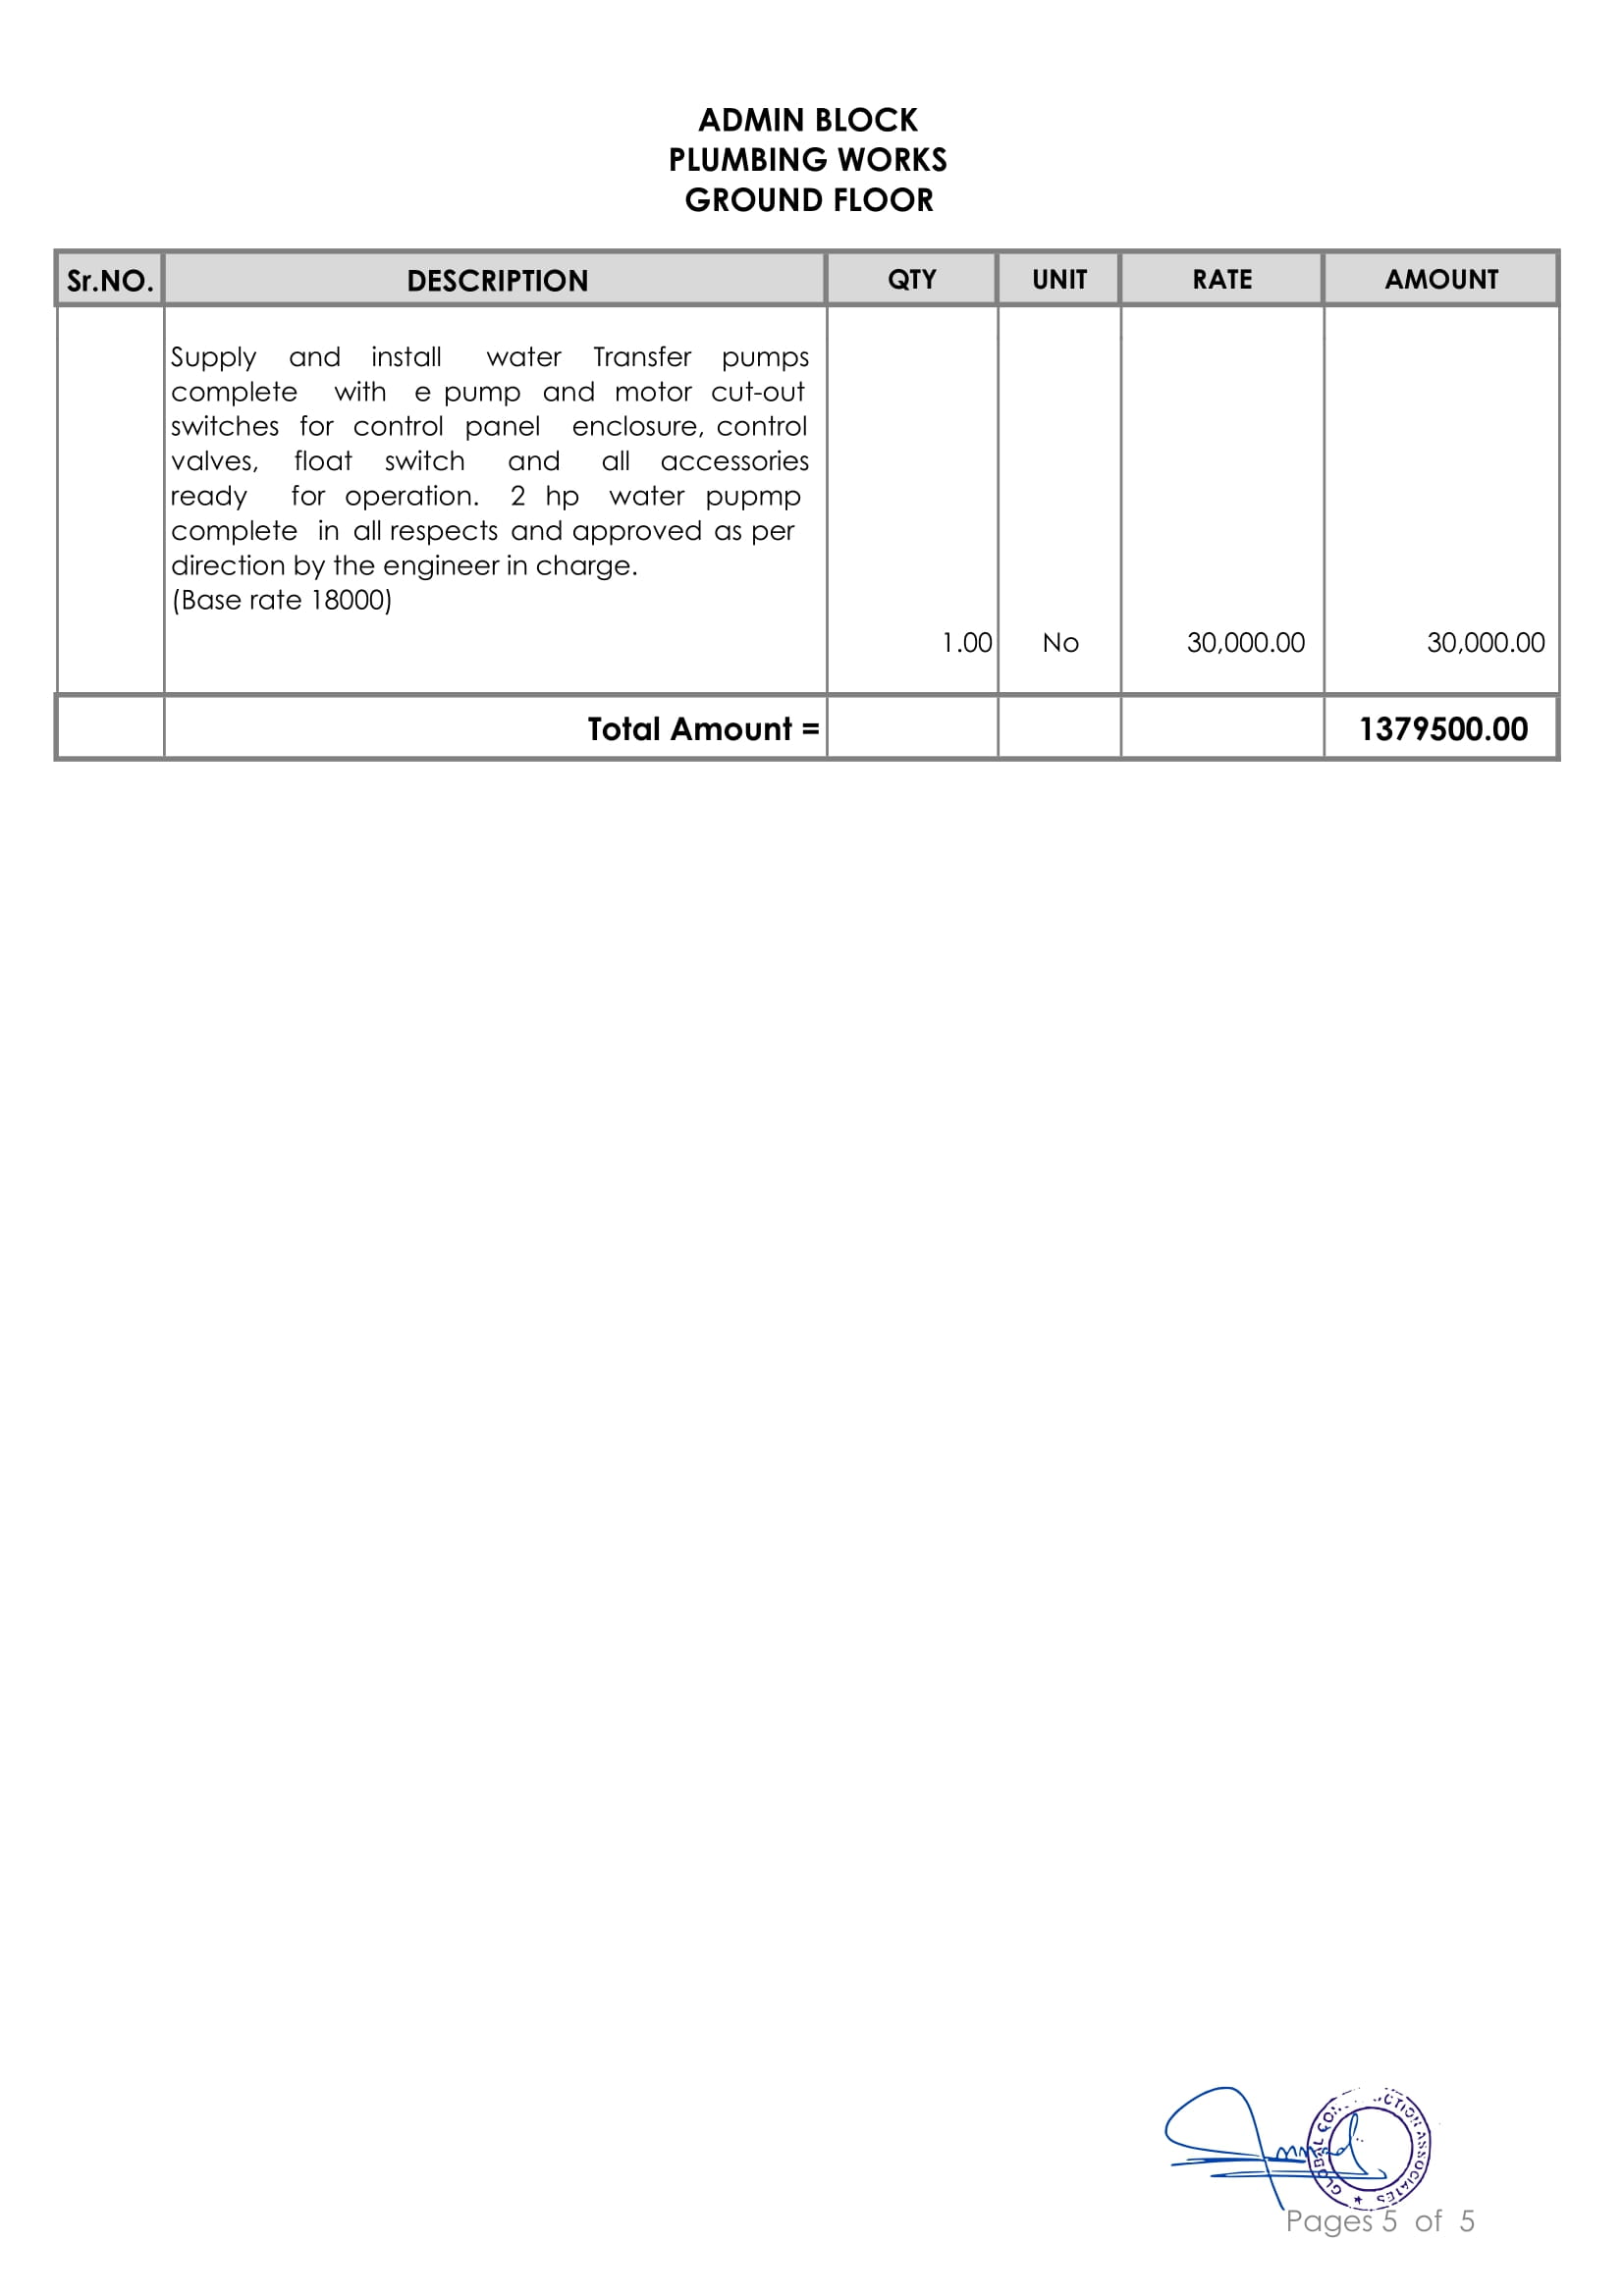 ADMIN BLOCK
PLUMBING WORKS
GROUND FLOOR
Sr.NO. DESCRIPTION QTY UNIT RATE AMOUNT
Supply and install water Transfer pumps
complete with e pump and motor cut-out
switches for control panel enclosure, control
valves, float switch and all accessories
ready for operation. 2 hp water pupmp
complete in all respects and approved as per
direction by the engineer in charge.
(Base rate 18000)
1.00 No 30,000.00 30,000.00
Total Amount = 1379500.00
GLOBAL ASSOCIATES
Pages 5 of 5